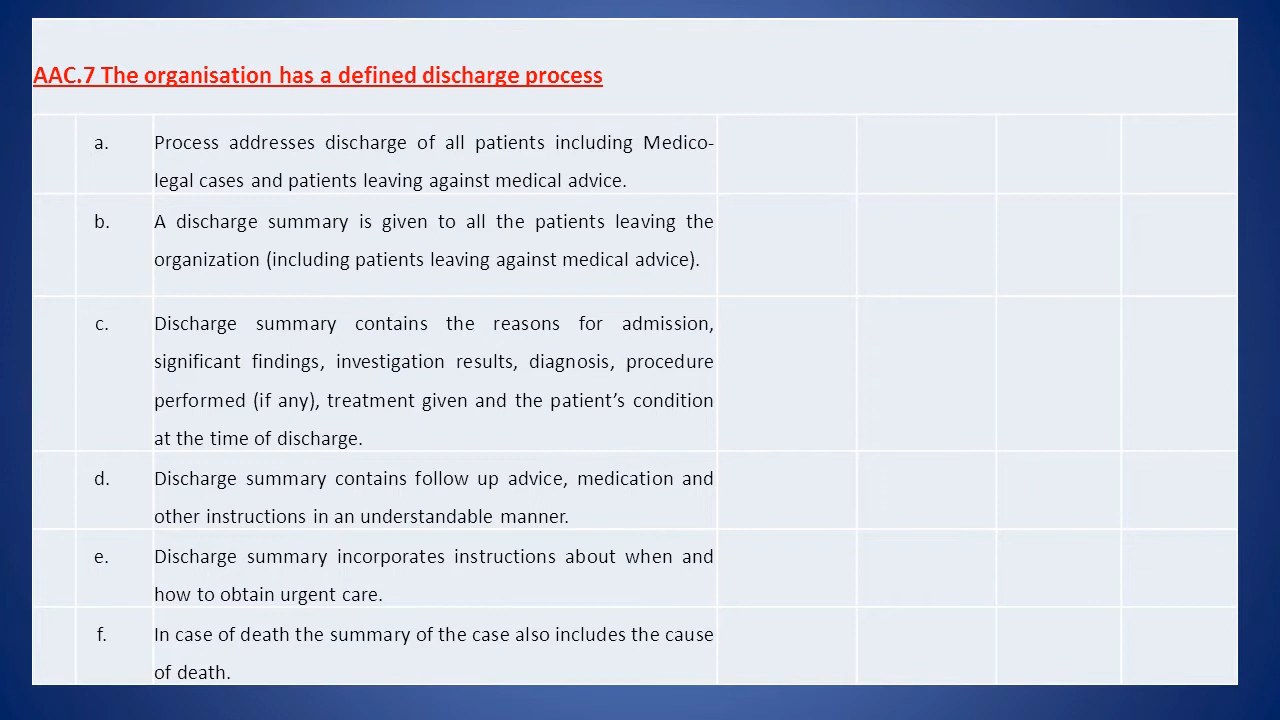 AAC.7 The organisation has a defined discharge process
a. Process addresses discharge of all patients including Medico-
legal cases and patients leaving against medical advice.
b. A discharge summary is given to all the patients leaving the
organization (including patients leaving against medical advice).
c. Discharge summary contains the reasons for admission,
significant findings, investigation results, diagnosis, procedure
performed (if any), treatment given and the patient’s condition
at the time of discharge.
d. Discharge summary contains follow up advice, medication and
other instructions in an understandable manner.
e. Discharge summary incorporates instructions about when and
how to obtain urgent care.
f. In case of death the summary of the case also includes the cause
of death.